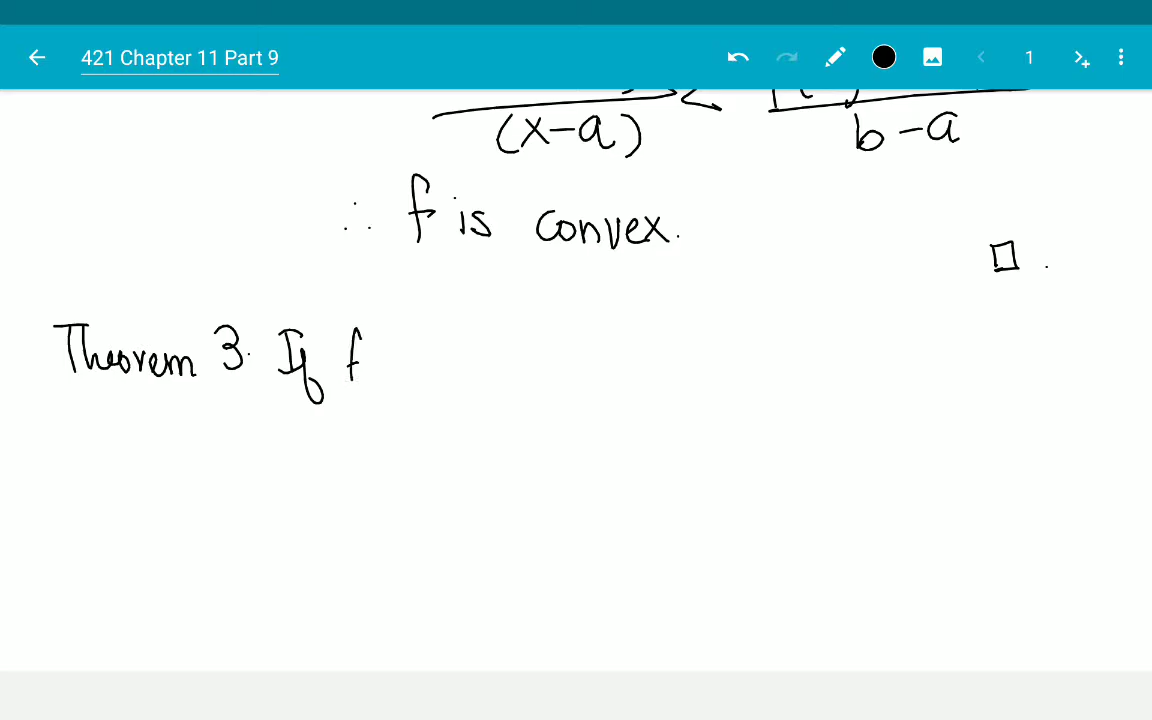 421 Chapter 11 Part 9
1
(x-a) < b-a
∴ f is convex.
□.
Theorem 3. If f